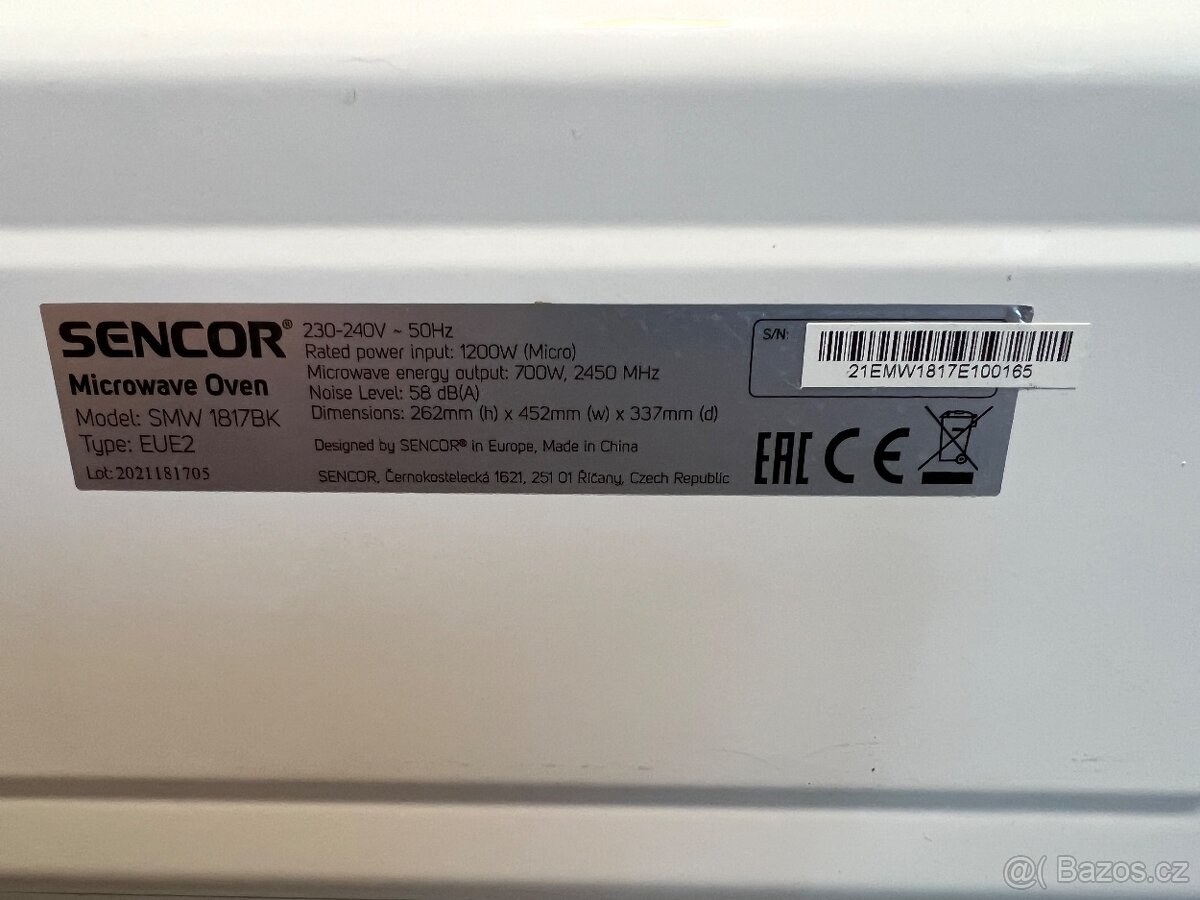 SENCOR®
Microwave Oven
Model: SMW 1817BK
Type: EUE2
Lot: 2021181705
230-240V ~ 50Hz
Rated power input: 1200W (Micro)
Microwave energy output: 700W, 2450 MHz
Noise Level: 58 dB(A)
Dimensions: 262mm (h) x 452mm (w) x 337mm (d)
Designed by SENCOR® in Europe, Made in China
SENCOR, Černokostelecká 1621, 251 01 Říčany, Czech Republic
S/N:
21EMW1817E100165
EAC CE
@( Bazos.cz